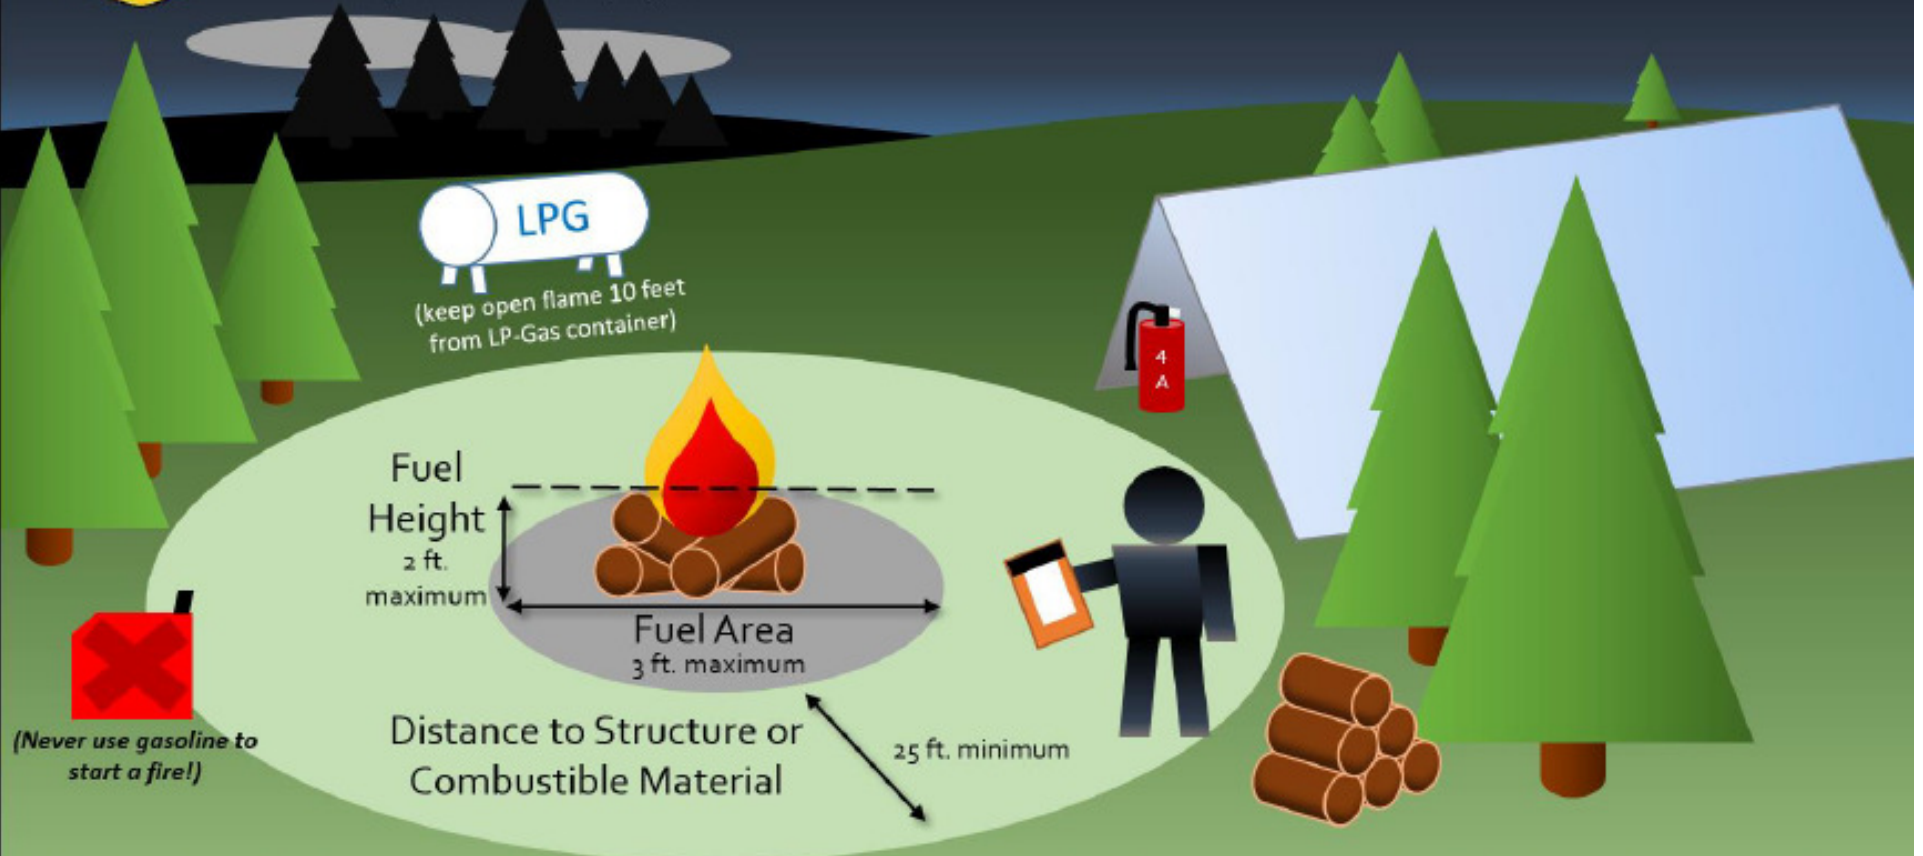 LPG
(keep open flame 10 feet
from LP-Gas container)
4
A
Fuel
Height
2 ft.
maximum
Fuel Area
3 ft. maximum
Distance to Structure or
Combustible Material
25 ft. minimum
(Never use gasoline to
start a fire!)